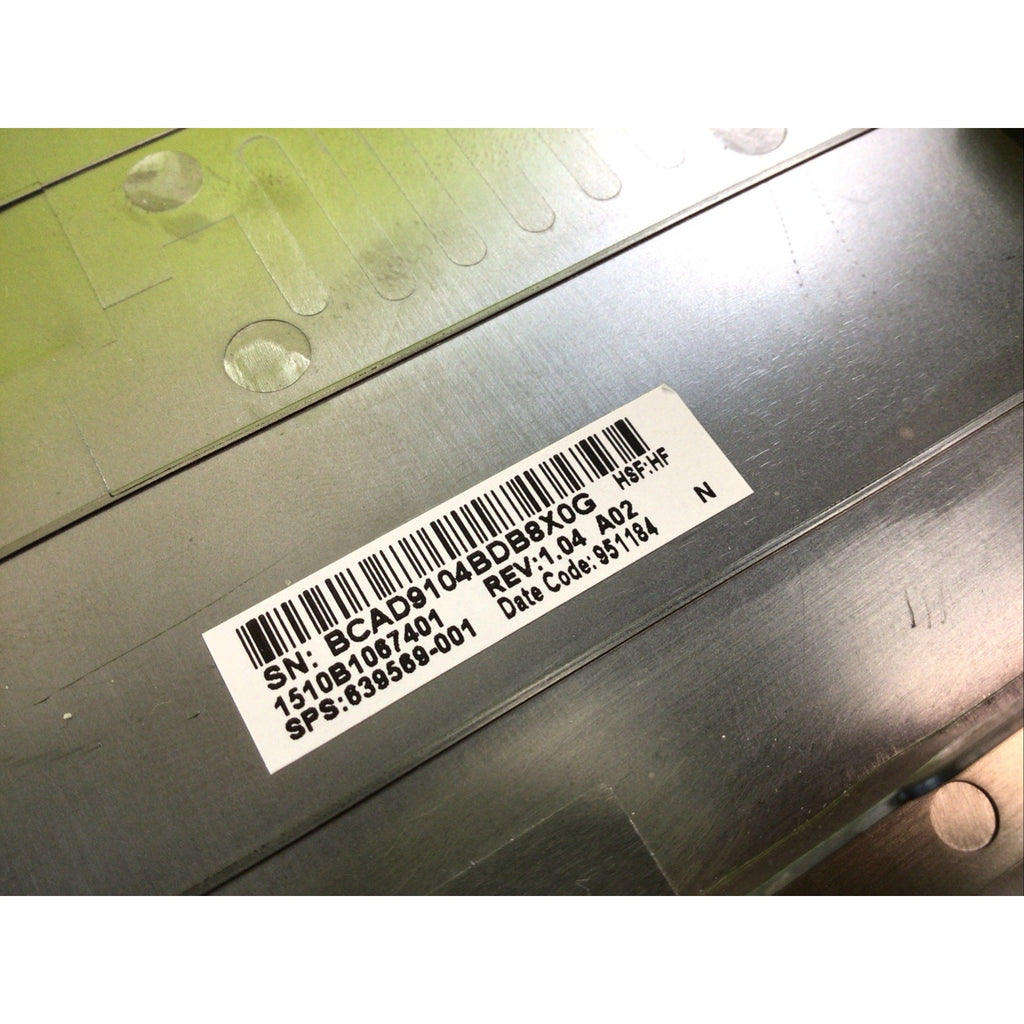 SN: BCAD9104BDB8X0G HSF:HF
1510B1067401 REV:1.04 A02
SPS:639569-001 Date Code:951184 N